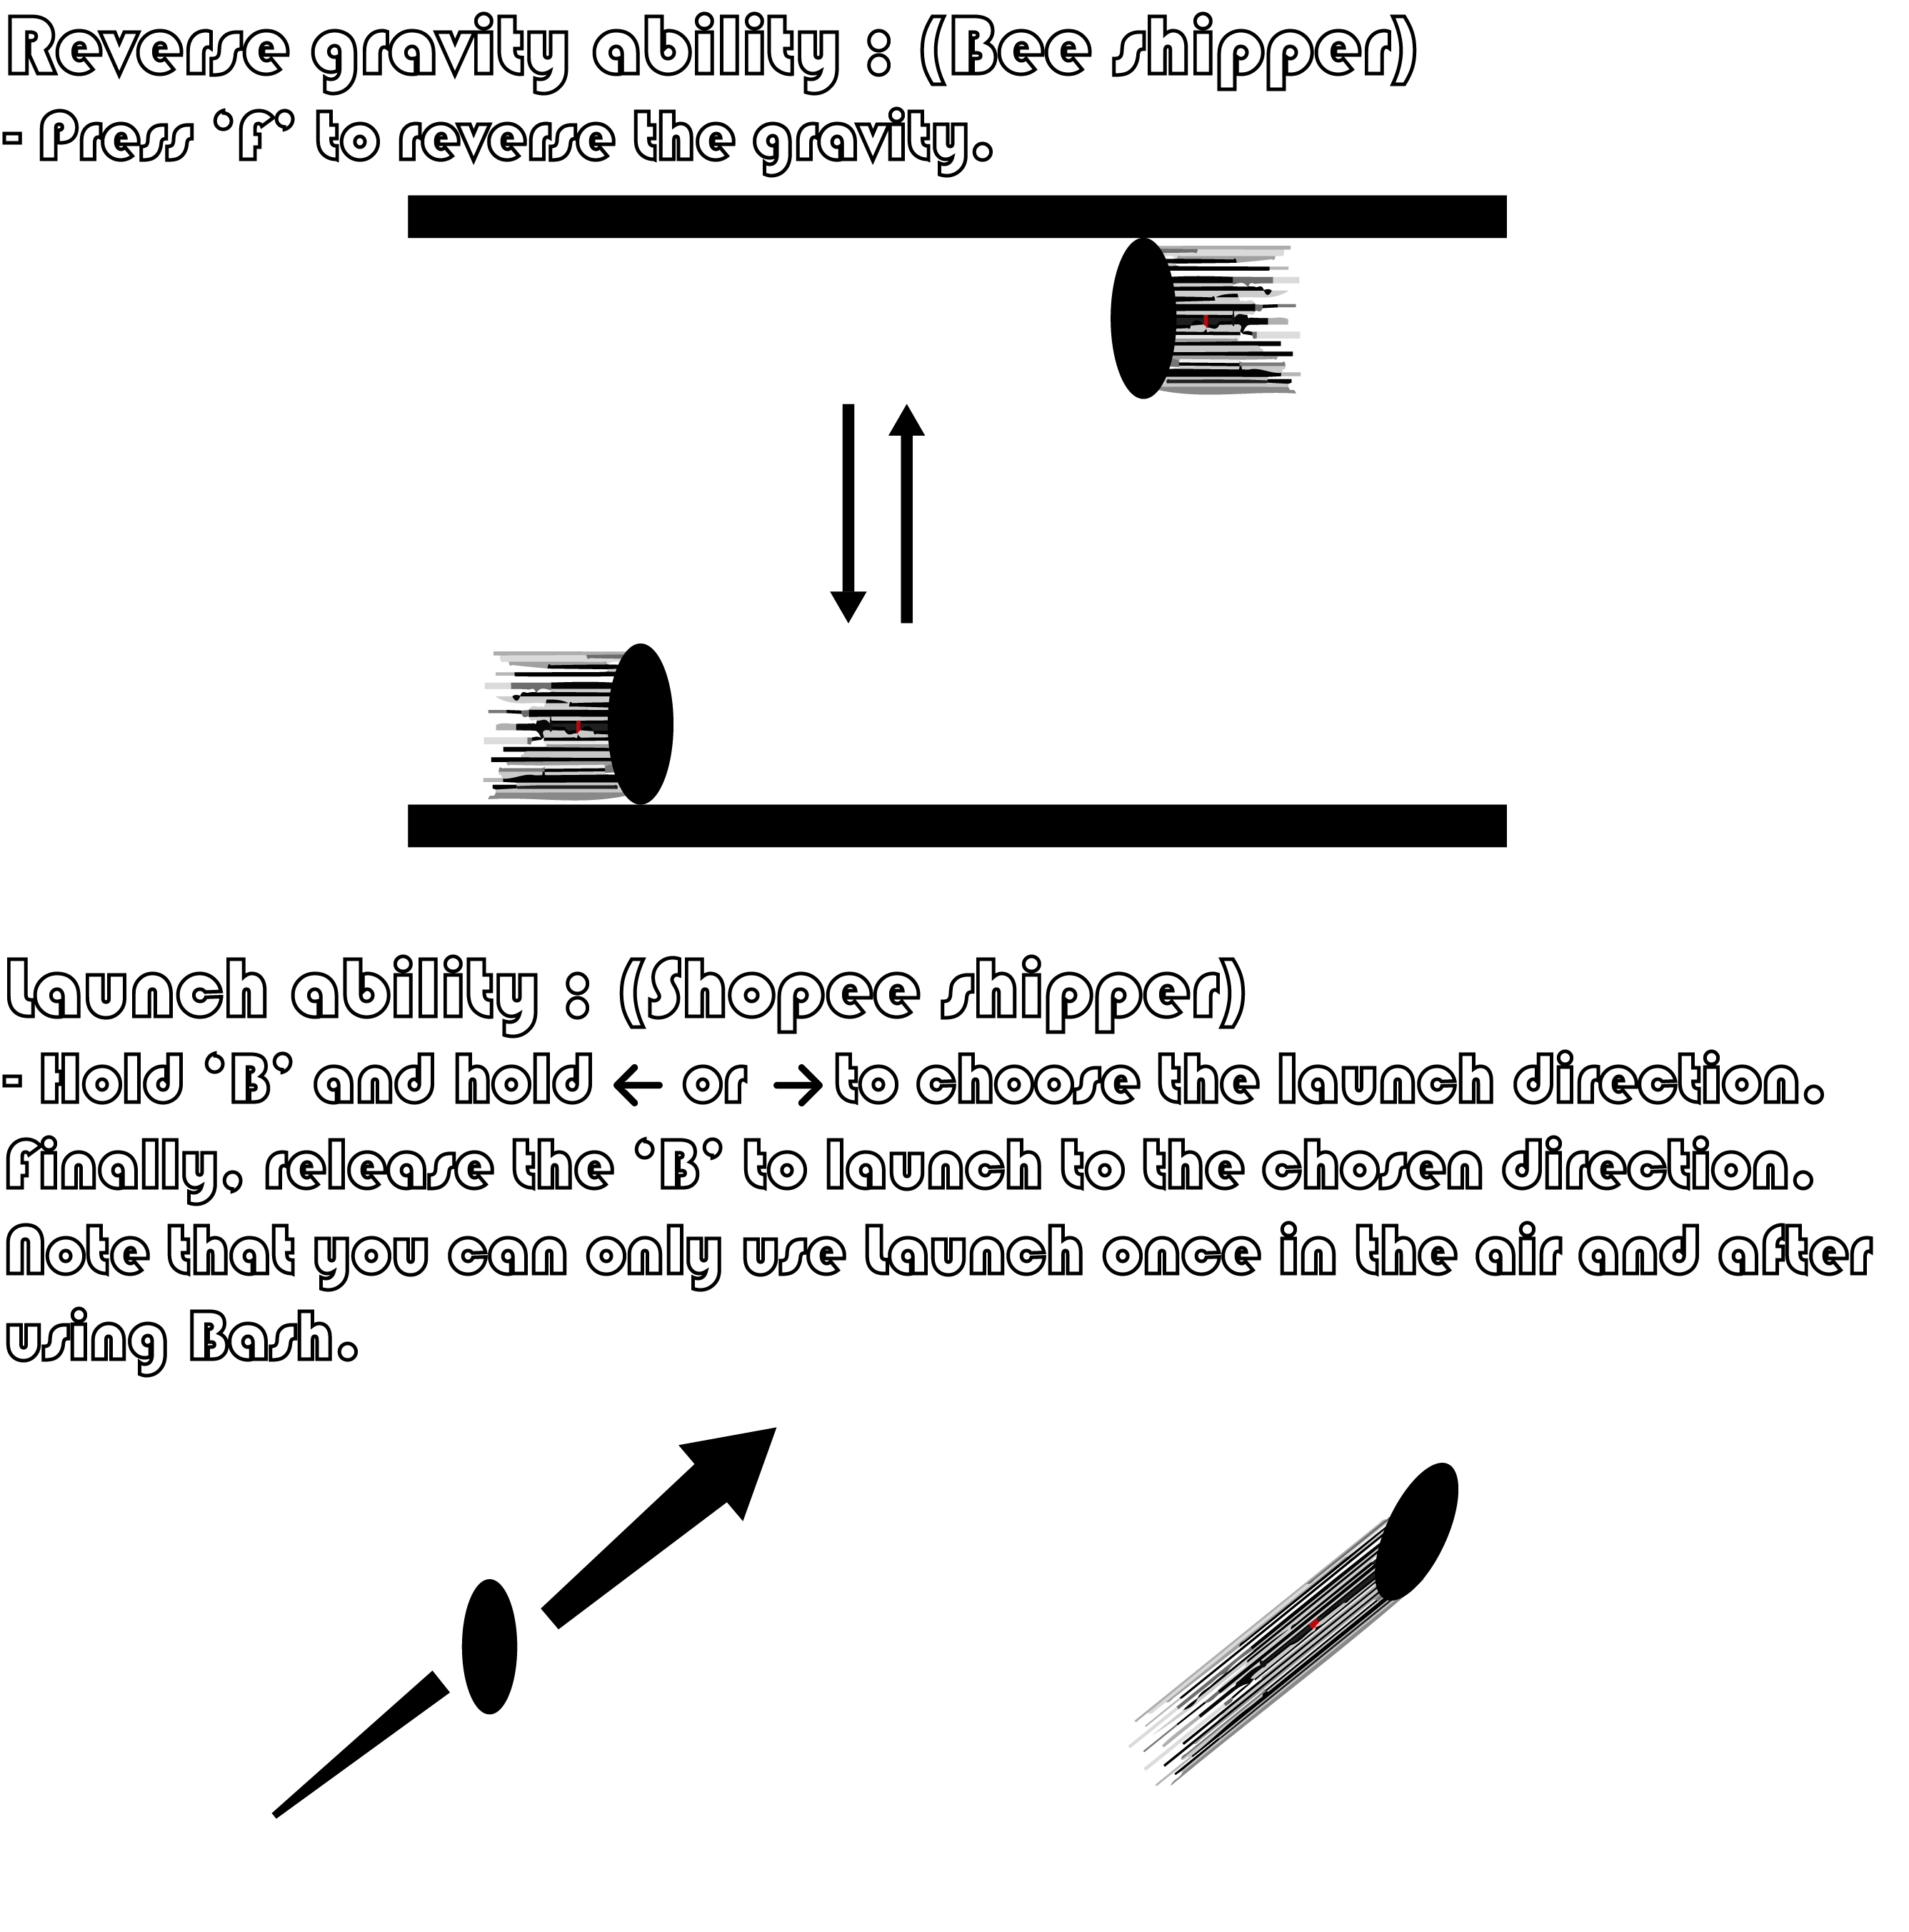 Reverse gravity ability : (Bee shipper)
- Press 'F' to reverse the gravity.
Launch ability : (Shopee shipper)
- Hold 'B' and hold ← or → to choose the launch direction.
Finally, release the 'B' to launch to the chosen direction.
Note that you can only use Launch once in the air and after
using Bash.